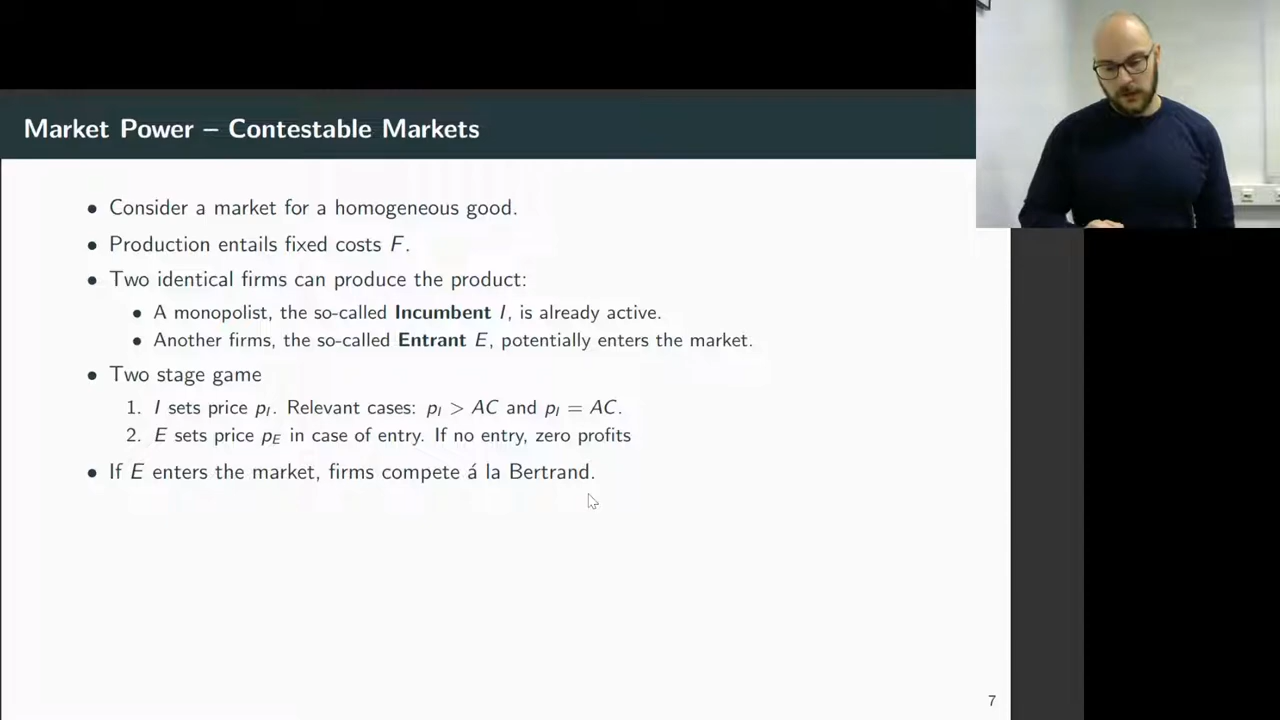 Market Power – Contestable Markets
• Consider a market for a homogeneous good.
• Production entails fixed costs F.
• Two identical firms can produce the product:
• A monopolist, the so-called Incumbent I, is already active.
• Another firms, the so-called Entrant E, potentially enters the market.
• Two stage game
1. I sets price p_I. Relevant cases: p_I > AC and p_I = AC.
2. E sets price p_E in case of entry. If no entry, zero profits
• If E enters the market, firms compete á la Bertrand.
7